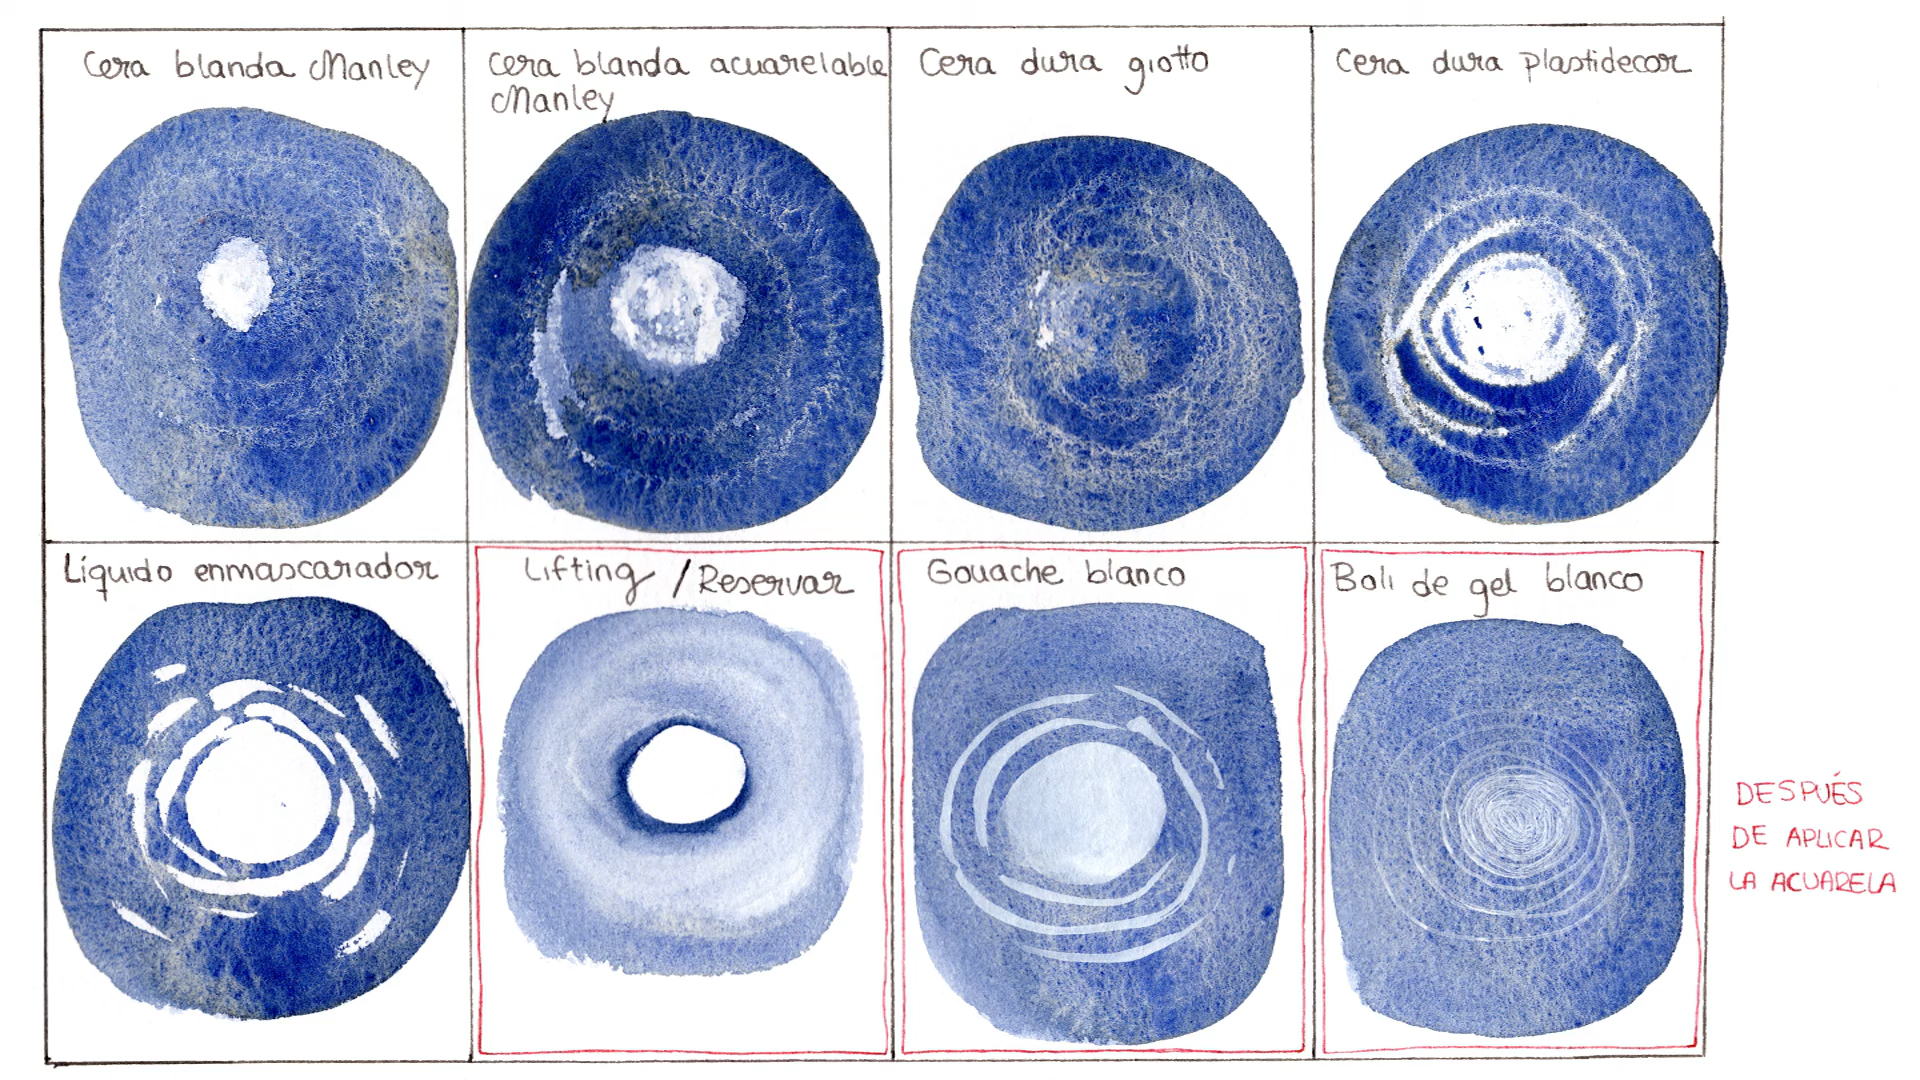 Cera blanda Manley
Cera blanda acuarelable
Manley
Cera dura giotto
Cera dura plastidecor
Líquido enmascarador
Lifting / Reservar
Gouache blanco
Boli de gel blanco
DESPUÉS
DE APLICAR
LA ACUARELA